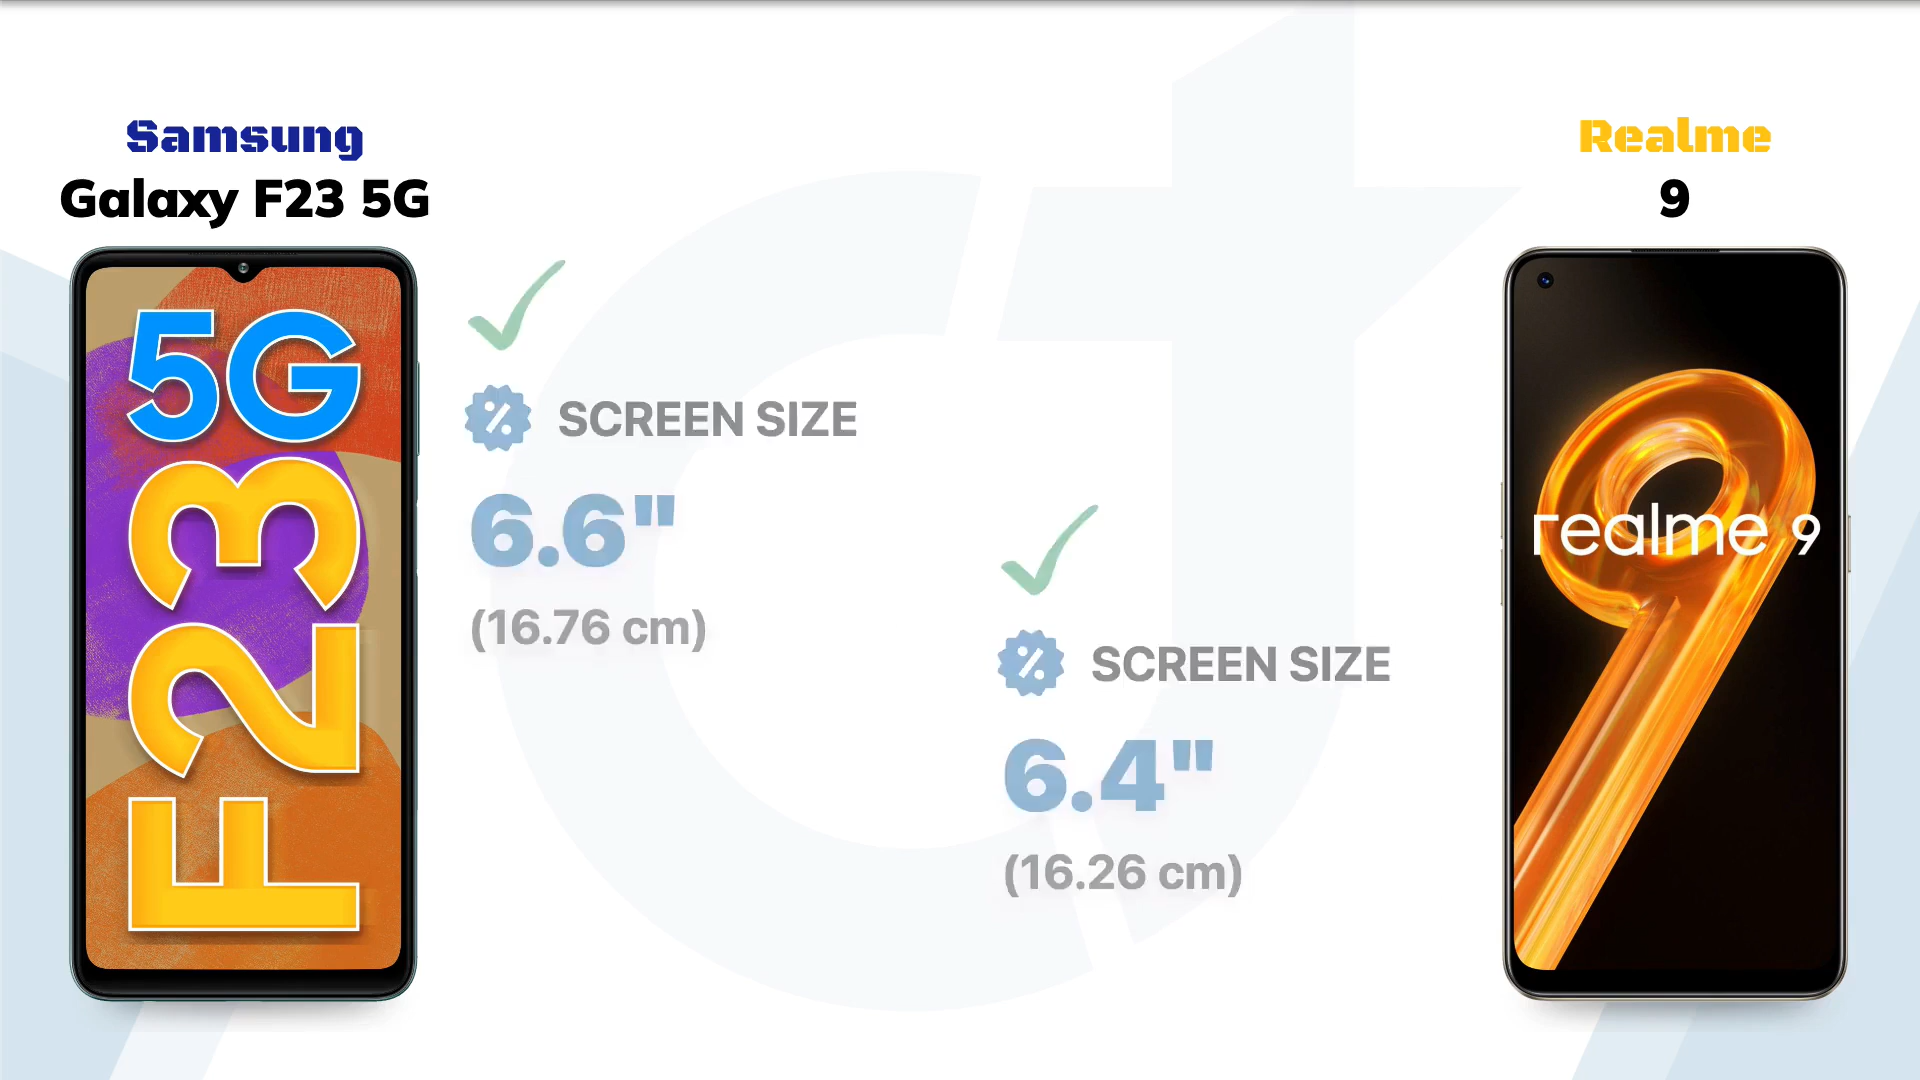 Samsung
Galaxy F23 5G
5G
F23
SCREEN SIZE
6.6"
(16.76 cm)
SCREEN SIZE
6.4"
(16.26 cm)
Realme
9
realme 9